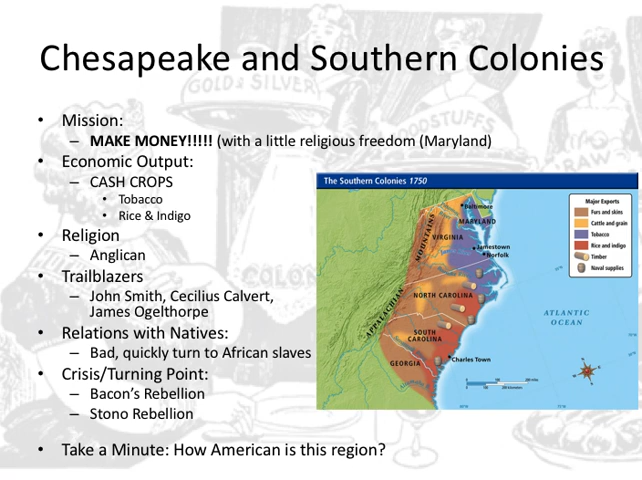 Chesapeake and Southern Colonies
GOLD & SILVER
FOODSTUFFS
RAW
COLON
• Mission:
– MAKE MONEY!!!!! (with a little religious freedom (Maryland)
• Economic Output:
– CASH CROPS
• Tobacco
• Rice & Indigo
• Religion
– Anglican
• Trailblazers
– John Smith, Cecilius Calvert,
James Ogelthorpe
• Relations with Natives:
– Bad, quickly turn to African slaves
• Crisis/Turning Point:
– Bacon's Rebellion
– Stono Rebellion
• Take a Minute: How American is this region?
The Southern Colonies 1750
Major Exports
Furs and skins
Cattle and grain
Tobacco
Rice and indigo
Timber
Naval supplies
Baltimore
MARYLAND
VIRGINIA
Jamestown
Norfolk
APPALACHIAN MOUNTAINS
NORTH CAROLINA
SOUTH
CAROLINA
Charles Town
GEORGIA
ATLANTIC
OCEAN